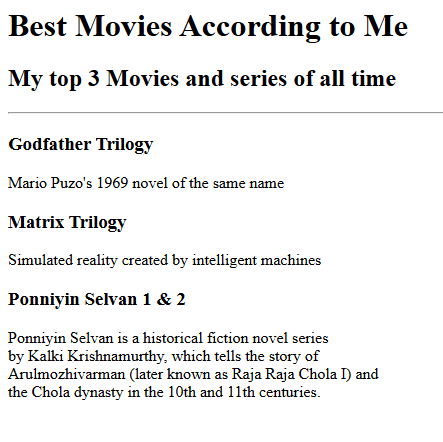 Best Movies According to Me
My top 3 Movies and series of all time
Godfather Trilogy
Mario Puzo's 1969 novel of the same name
Matrix Trilogy
Simulated reality created by intelligent machines
Ponniyin Selvan 1 & 2
Ponniyin Selvan is a historical fiction novel series
by Kalki Krishnamurthy, which tells the story of
Arulmozhivarman (later known as Raja Raja Chola I) and
the Chola dynasty in the 10th and 11th centuries.